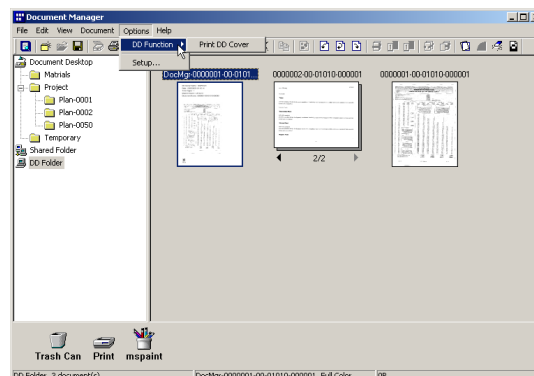 Document Manager
File Edit View Document Options Help
DD Function Print DD Cover
Setup...
Document Desktop
Matrials
Project
Plan-0001
Plan-0002
Plan-0050
Temporary
Shared Folder
DD Folder
DocMgr-0000001-00-0101... 0000002-00-01010-000001 0000001-00-01010-000001
2/2
Trash Can Print mspaint
DD Folder, 3 document(s) DocMgr-0000001-00-01010-000001, Full Color 0B